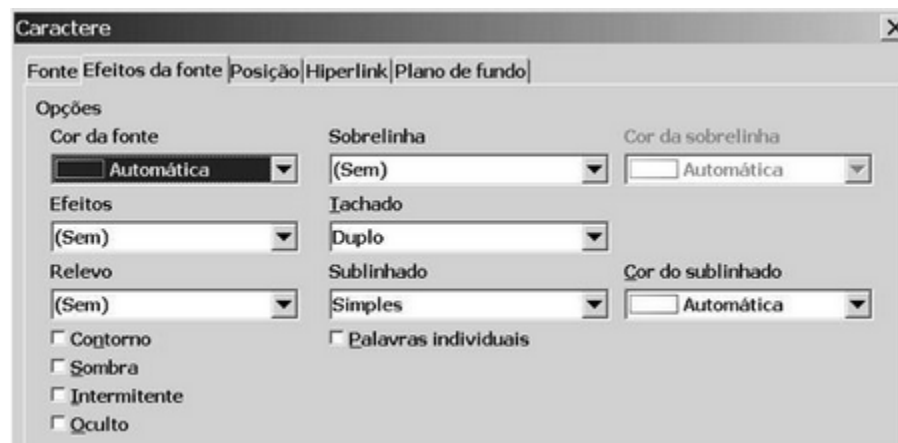 Caractere
Fonte Efeitos da fonte Posição Hiperlink Plano de fundo
Opções
Cor da fonte Sobrelinha Cor da sobrelinha
Automática (Sem) Automática
Efeitos Tachado
(Sem) Duplo
Relevo Sublinhado Cor do sublinhado
(Sem) Simples Automática
Contorno Palavras individuais
Sombra
Intermitente
Oculto